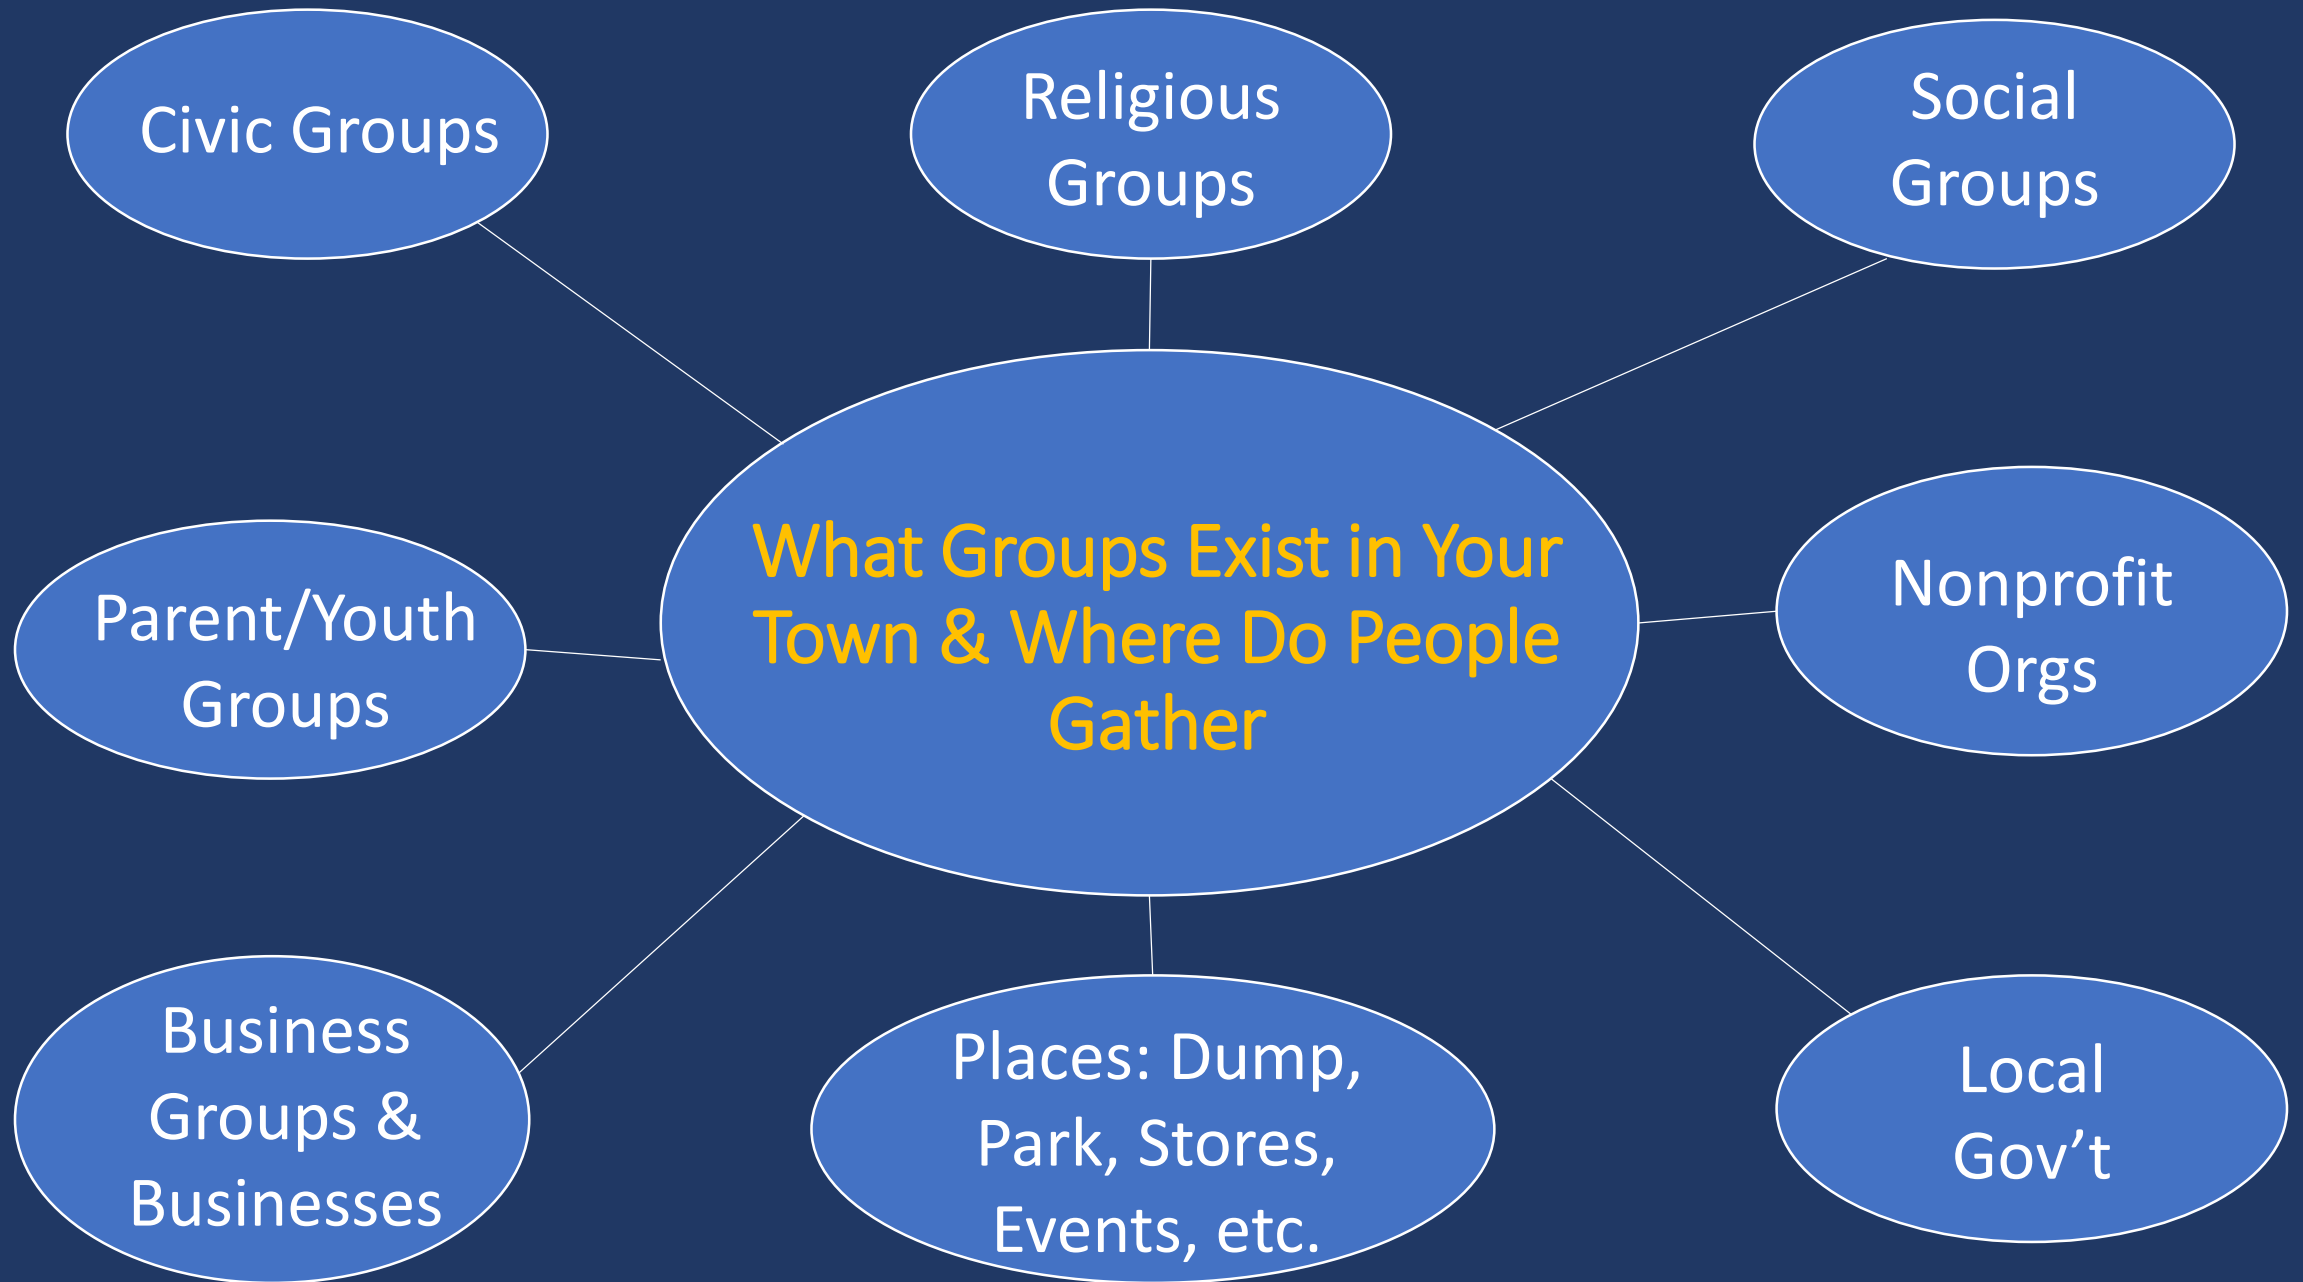 Civic Groups
Religious
Groups
Social
Groups
What Groups Exist in Your
Town & Where Do People
Gather
Parent/Youth
Groups
Nonprofit
Orgs
Business
Groups &
Businesses
Places: Dump,
Park, Stores,
Events, etc.
Local
Gov’t